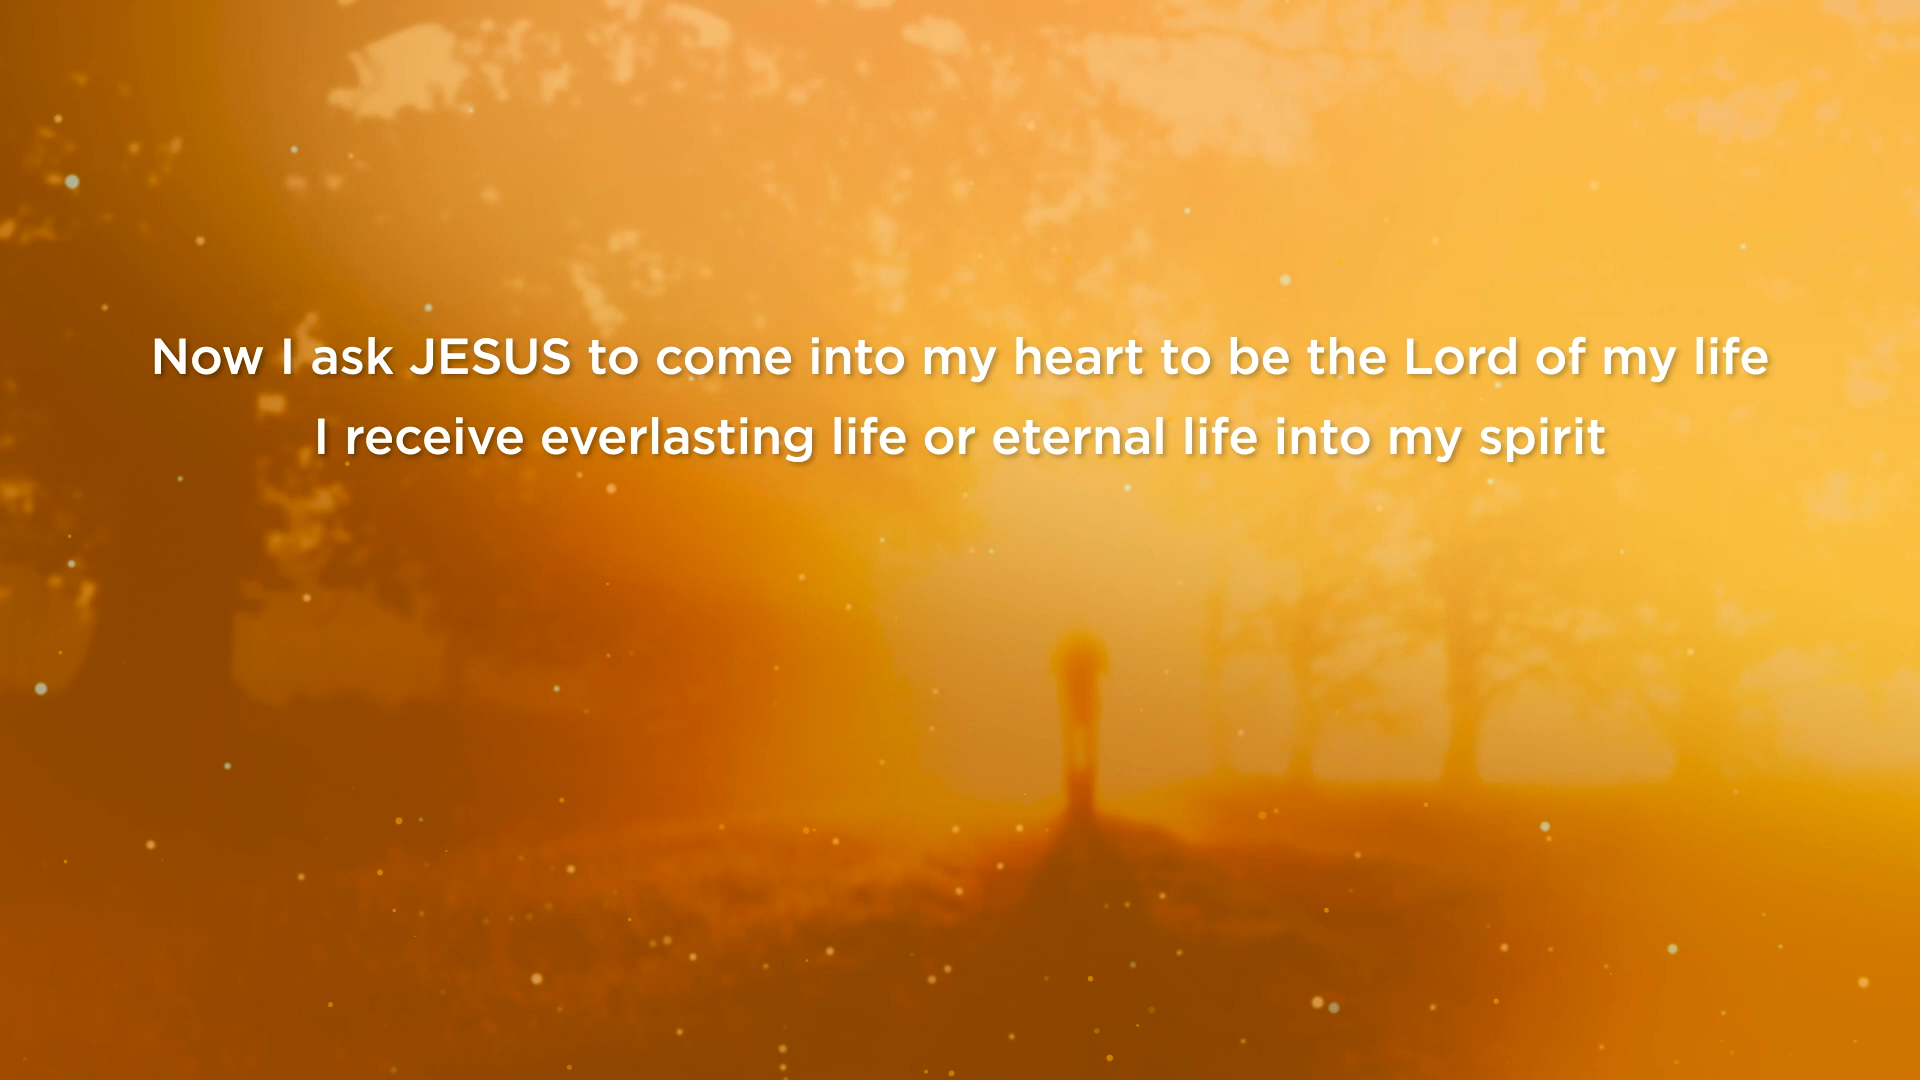 Now I ask JESUS to come into my heart to be the Lord of my life
I receive everlasting life or eternal life into my spirit